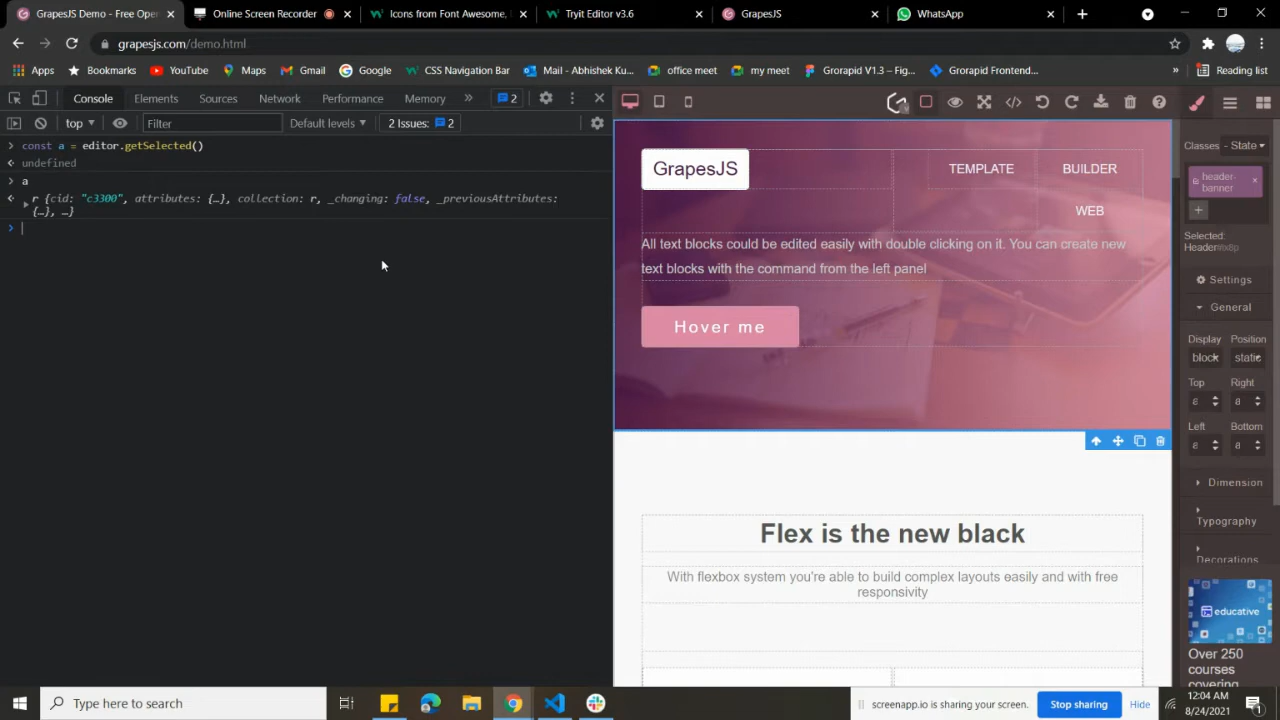 GrapesJS Demo - Free Oper
Online Screen Recorder
Icons from Font Awesome,
Tryit Editor v3.6
GrapesJS
WhatsApp
grapesjs.com/demo.html
Apps
Bookmarks
YouTube
Maps
Gmail
Google
CSS Navigation Bar
Mail - Abhishek Ku...
office meet
my meet
Grorapid V1.3 – Fig...
Grorapid Frontend...
»
Reading list
Console
Elements
Sources
Network
Performance
Memory
»
2
top
Filter
Default levels
2 Issues: 2
const a = editor.getSelected()
undefined
a
r {cid: "c3300", attributes: {…}, collection: r, _changing: false, _previousAttributes:
{…}, …}
GrapesJS
TEMPLATE
BUILDER
WEB
All text blocks could be edited easily with double clicking on it. You can create new
text blocks with the command from the left panel
Hover me
Flex is the new black
With flexbox system you're able to build complex layouts easily and with free
responsivity
Classes
- State
header-
banner
Selected:
Header#ix8p
Settings
General
Display
Position
block
static
Top
Right
a
a
Left
Bottom
a
a
Dimension
Typography
Decorations
educative
Over 250
courses
covering
Type here to search
screenapp.io is sharing your screen.
Stop sharing
Hide
12:04 AM
8/24/2021
1